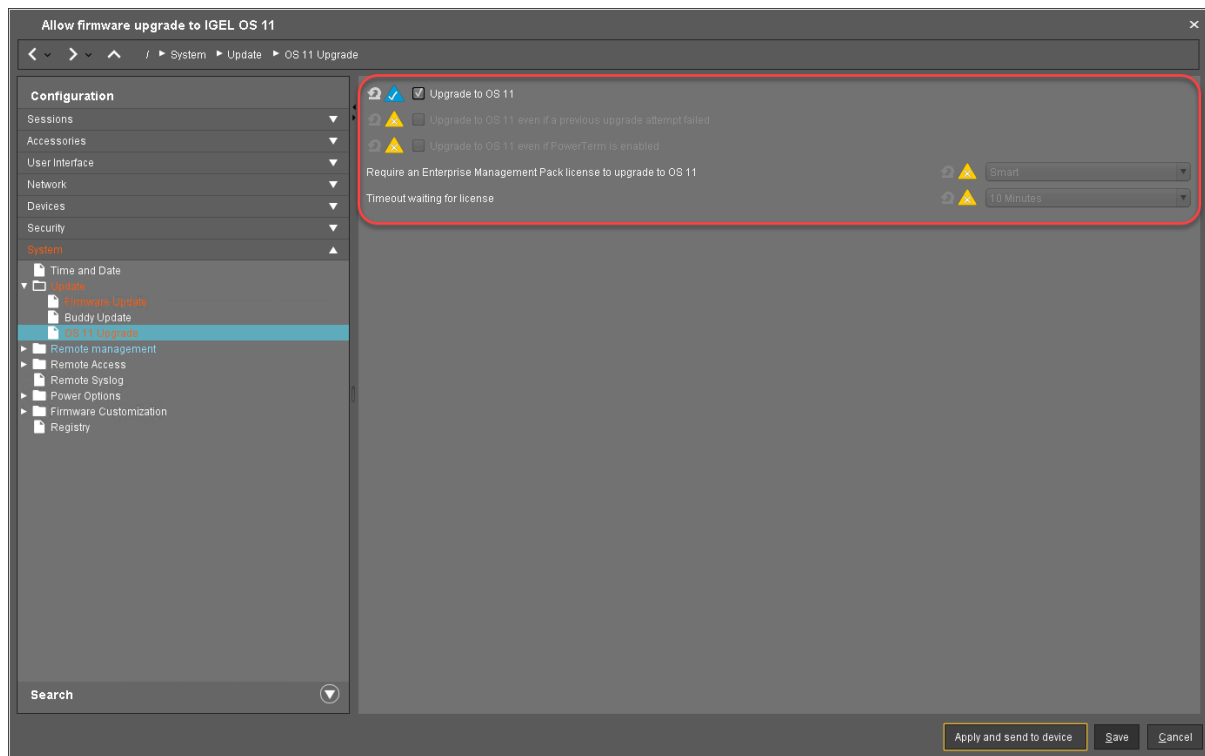 Allow firmware upgrade to IGEL OS 11
/ System Update OS 11 Upgrade
Configuration
Sessions
Accessories
User Interface
Network
Devices
Security
System
Time and Date
Update
Firmware Update
Buddy Update
OS 11 Upgrade
Remote management
Remote Access
Remote Syslog
Power Options
Firmware Customization
Registry
Search
Upgrade to OS 11
Upgrade to OS 11 even if a previous upgrade attempt failed
Upgrade to OS 11 even if PowerTerm is enabled
Require an Enterprise Management Pack license to upgrade to OS 11 Smart
Timeout waiting for license 10 Minutes
Apply and send to device Save Cancel